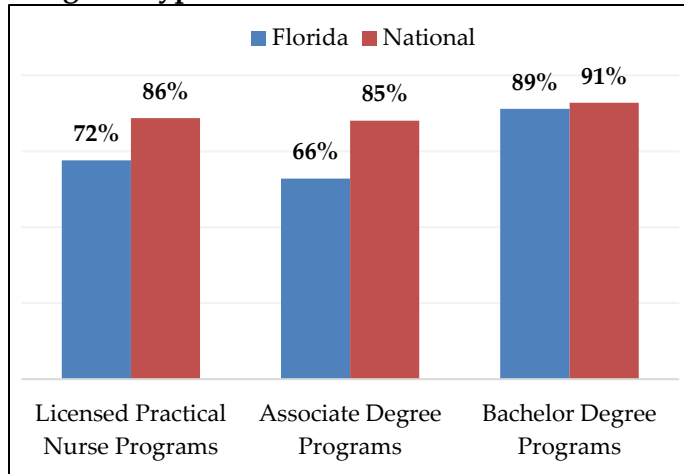 Florida National
86%
72%
85%
66%
89%
91%
Licensed Practical
Nurse Programs
Associate Degree
Programs
Bachelor Degree
Programs